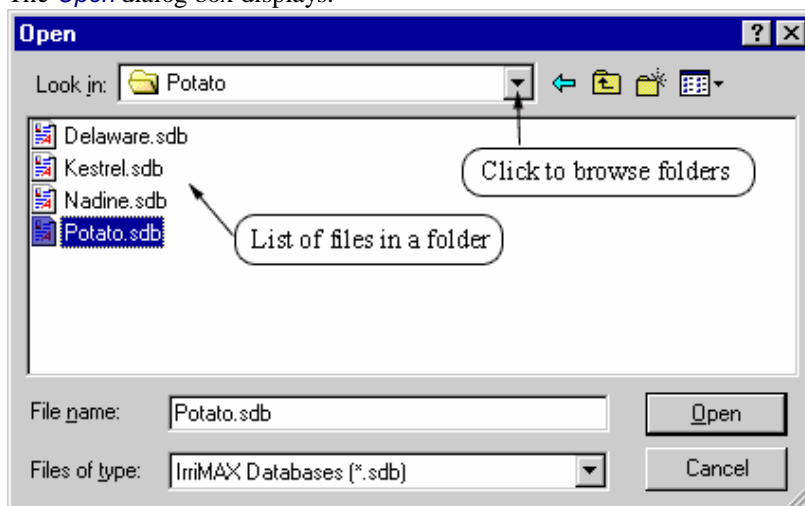 The Open dialog box displays.
Open
Look in: Potato
Delaware.sdb
Kestrel.sdb
Nadine.sdb
Potato.sdb
Click to browse folders
List of files in a folder
File name: Potato.sdb Open
Files of type: IrriMAX Databases (*.sdb) Cancel